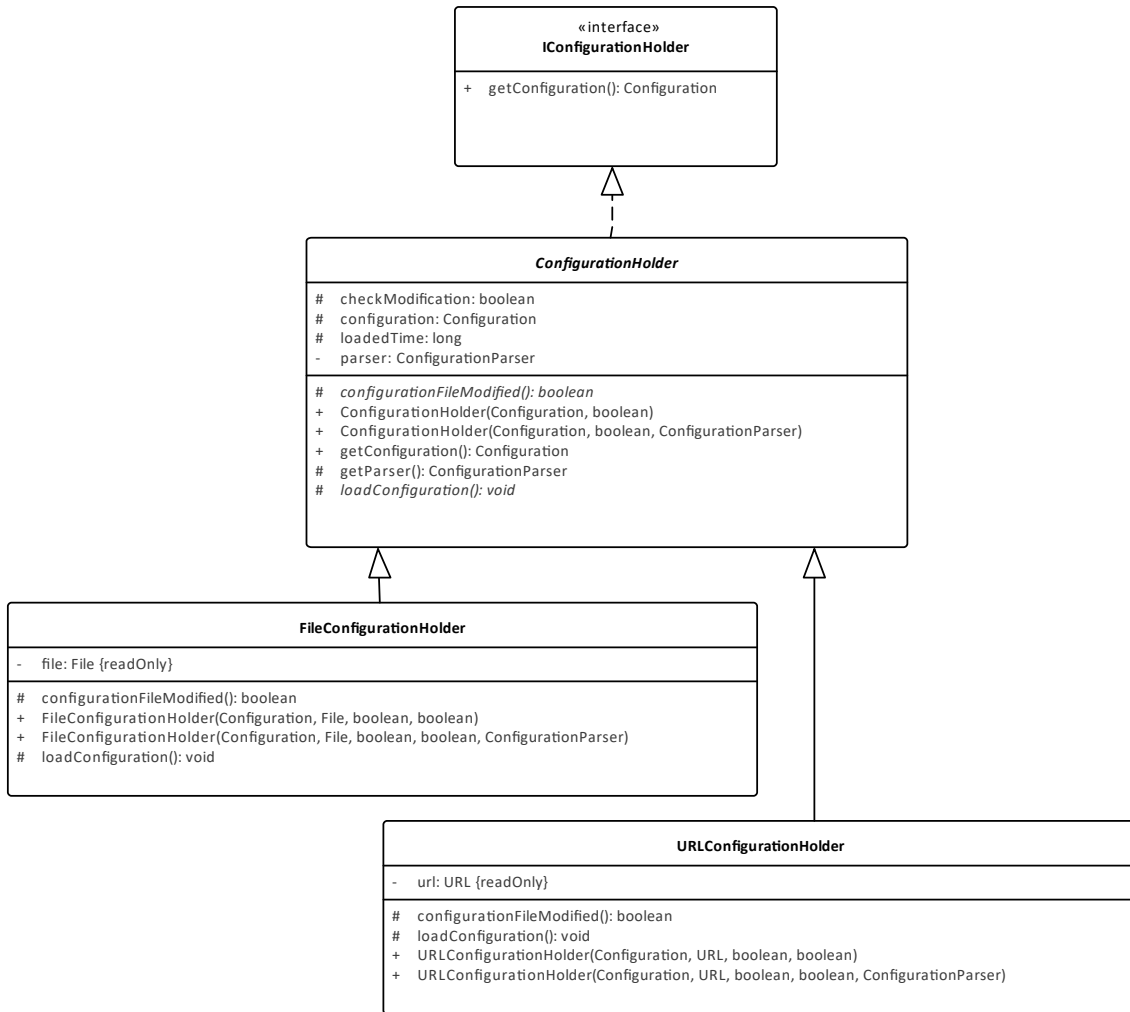 «interface»
IConfigurationHolder
+ getConfiguration(): Configuration
ConfigurationHolder
# checkModification: boolean
# configuration: Configuration
# loadedTime: long
- parser: ConfigurationParser
# configurationFileModified(): boolean
+ ConfigurationHolder(Configuration, boolean)
+ ConfigurationHolder(Configuration, boolean, ConfigurationParser)
+ getConfiguration(): Configuration
# getParser(): ConfigurationParser
# loadConfiguration(): void
FileConfigurationHolder
- file: File {readOnly}
# configurationFileModified(): boolean
+ FileConfigurationHolder(Configuration, File, boolean, boolean)
+ FileConfigurationHolder(Configuration, File, boolean, boolean, ConfigurationParser)
# loadConfiguration(): void
URLConfigurationHolder
- url: URL {readOnly}
# configurationFileModified(): boolean
# loadConfiguration(): void
+ URLConfigurationHolder(Configuration, URL, boolean, boolean)
+ URLConfigurationHolder(Configuration, URL, boolean, boolean, ConfigurationParser)